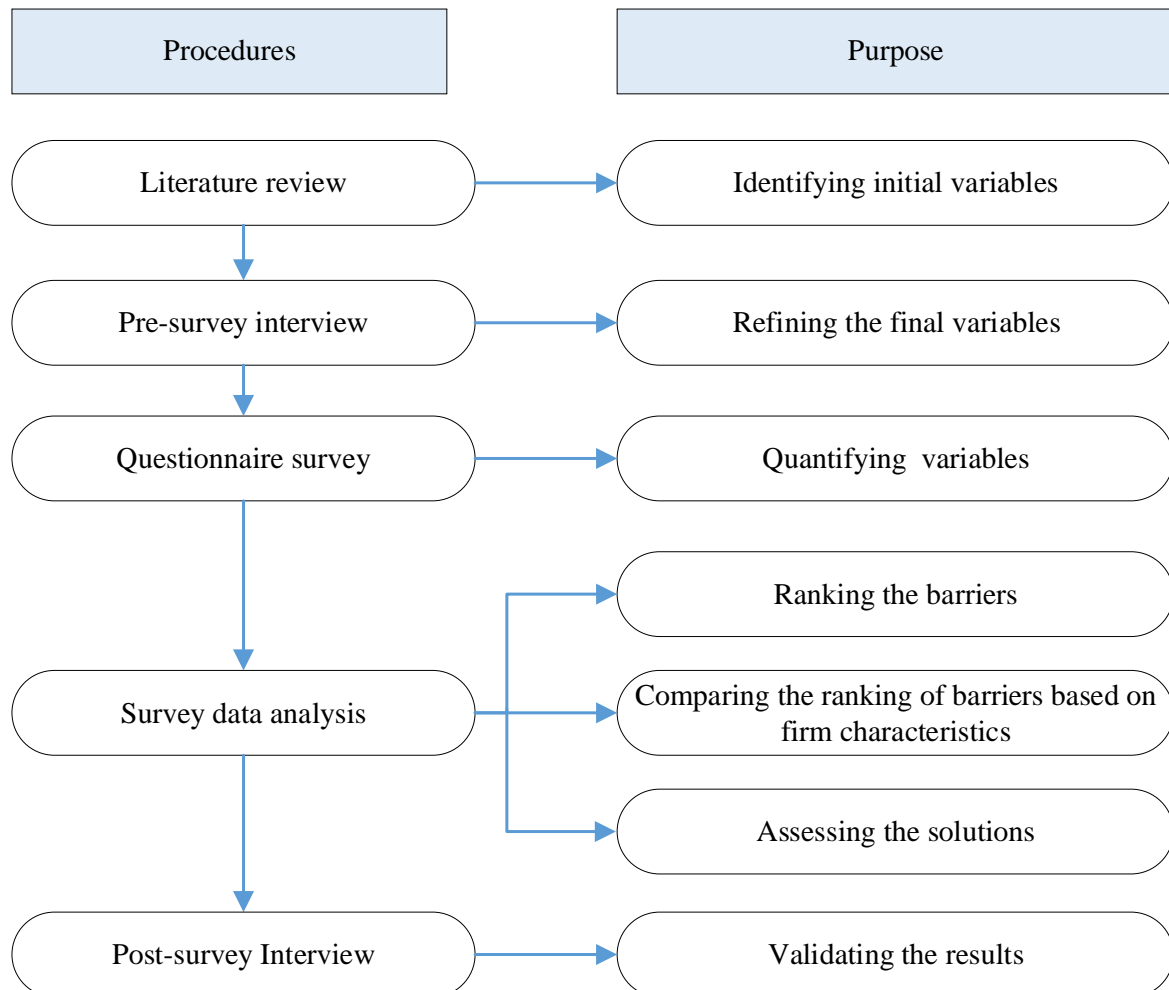 Procedures
Purpose
Literature review
Identifying initial variables
Pre-survey interview
Refining the final variables
Questionnaire survey
Quantifying  variables
Ranking the barriers
Survey data analysis
Comparing the ranking of barriers based on
firm characteristics
Assessing the solutions
Post-survey Interview
Validating the results